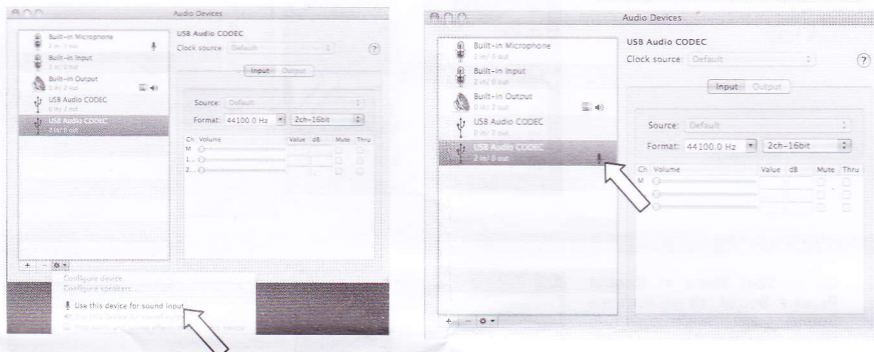 Audio Devices
Built-in Microphone
2 in/ 0 out
Built-in Input
2 in/ 0 out
Built-in Output
0 in/ 2 out
USB Audio CODEC
0 in/ 2 out
USB Audio CODEC
2 in/ 0 out
USB Audio CODEC
Clock source: Default
?
Input Output
Source: Default
Format: 44100.0 Hz 2ch-16bit
Ch Volume Value dB Mute Thru
M
1...
2...
+ -
Configure device
Configure speakers...
Use this device for sound input
Use this device for sound output
Audio Devices
Built-in Microphone
2 in/ 0 out
Built-in Input
2 in/ 0 out
Built-in Output
0 in/ 2 out
USB Audio CODEC
0 in/ 2 out
USB Audio CODEC
2 in/ 0 out
USB Audio CODEC
Clock source: Default
?
Input Output
Source: Default
Format: 44100.0 Hz 2ch-16bit
Ch Volume Value dB Mute Thru
M
+ -